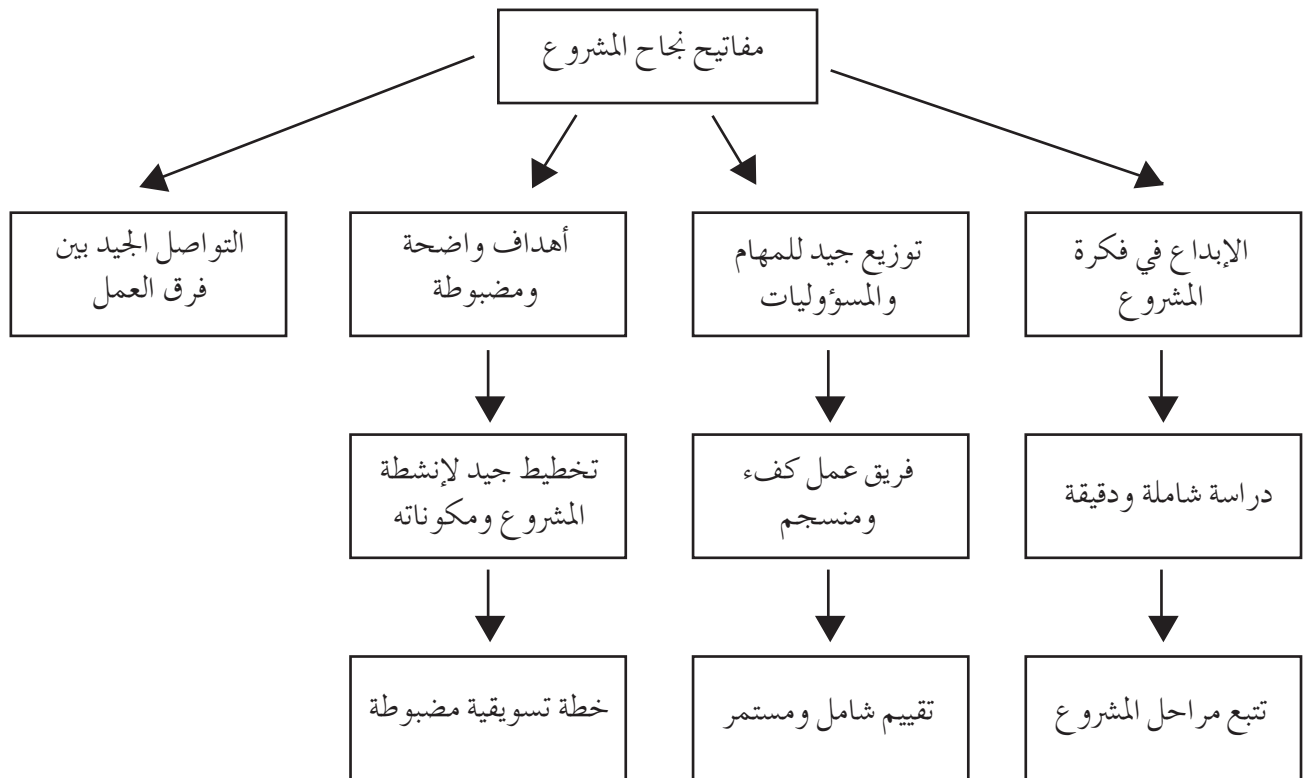 مفاتيح نجاح المشروع
الإبداع في فكرة
المشروع
توزيع جيد للمهام
والمسؤوليات
أهداف واضحة
ومضبوطة
التواصل الجيد بين
فرق العمل
دراسة شاملة ودقيقة
فريق عمل كفء
ومنسجم
تخطيط جيد لإنشطة
المشروع ومكوناته
تتبع مراحل المشروع
تقييم شامل ومستمر
خطة تسويقية مضبوطة